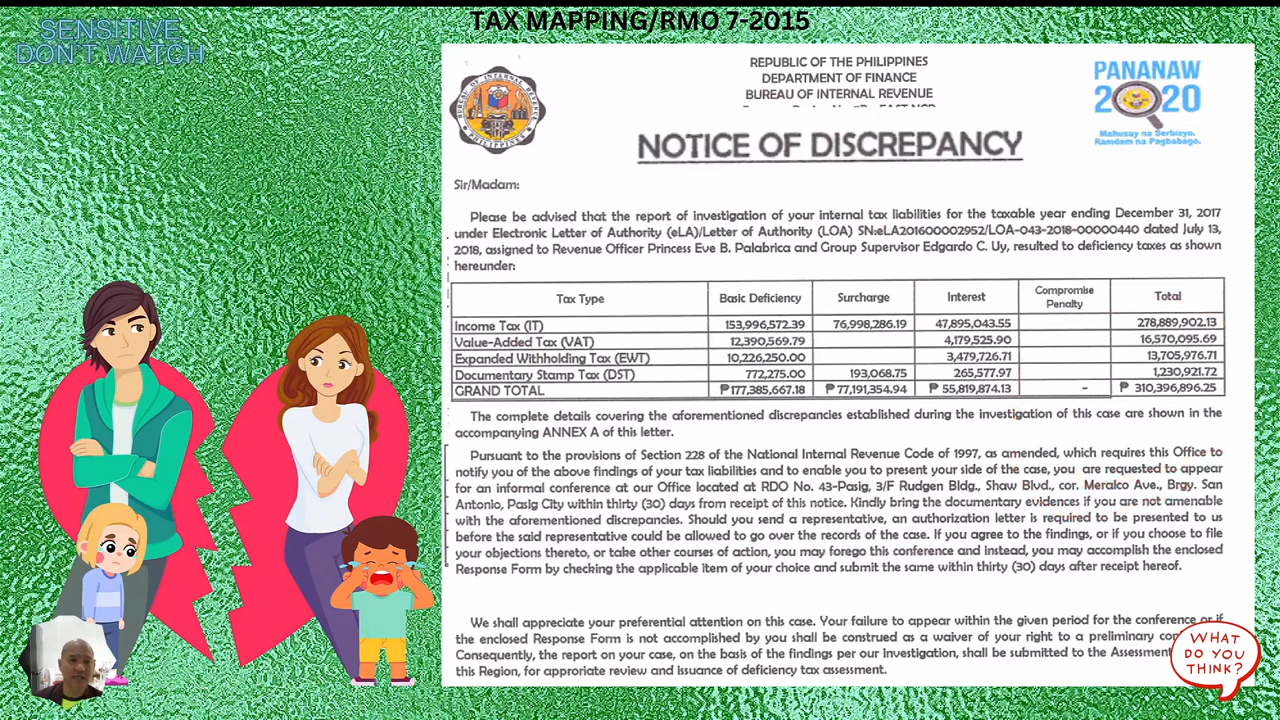 TAX MAPPING/RMO 7-2015
SENSITIVE
DON'T WATCH
REPUBLIC OF THE PHILIPPINES
DEPARTMENT OF FINANCE
BUREAU OF INTERNAL REVENUE
PANANAW
2020
Mahusay na Serbisyo.
Ramdam na Pagbabago.
NOTICE OF DISCREPANCY
Sir/Madam:
Please be advised that the report of investigation of your internal tax liabilities for the taxable year ending December 31, 2017
under Electronic Letter of Authority (eLA)/Letter of Authority (LOA) SN:eLA201600002952/LOA-043-2018-00000440 dated July 13,
2018, assigned to Revenue Officer Princess Eve B. Palabrica and Group Supervisor Edgardo C. Uy, resulted to deficiency taxes as shown
hereunder:
Tax Type Basic Deficiency Surcharge Interest Compromise Penalty Total
Income Tax (IT) 153,996,572.39 76,998,286.19 47,895,043.55 278,889,902.13
Value-Added Tax (VAT) 12,390,569.79 4,179,525.90 16,570,095.69
Expanded Withholding Tax (EWT) 10,226,250.00 3,479,726.71 13,705,976.71
Documentary Stamp Tax (DST) 772,275.00 193,068.75 265,577.97 1,230,921.72
GRAND TOTAL ₱177,385,667.18 ₱77,191,354.94 ₱ 55,819,874.13 - ₱ 310,396,896.25
The complete details covering the aforementioned discrepancies established during the investigation of this case are shown in the
accompanying ANNEX A of this letter.
Pursuant to the provisions of Section 228 of the National Internal Revenue Code of 1997, as amended, which requires this Office to
notify you of the above findings of your tax liabilities and to enable you to present your side of the case, you are requested to appear
for an informal conference at our Office located at RDO No. 43-Pasig, 3/F Rudgen Bldg., Shaw Blvd., cor. Meralco Ave., Brgy. San
Antonio, Pasig City within thirty (30) days from receipt of this notice. Kindly bring the documentary evidences if you are not amenable
with the aforementioned discrepancies. Should you send a representative, an authorization letter is required to be presented to us
before the said representative could be allowed to go over the records of the case. If you agree to the findings, or if you choose to file
your objections thereto, or take other courses of action, you may forego this conference and instead, you may accomplish the enclosed
Response Form by checking the applicable item of your choice and submit the same within thirty (30) days after receipt hereof.
We shall appreciate your preferential attention on this case. Your failure to appear within the given period for the conference or if
the enclosed Response Form is not accomplished by you shall be construed as a waiver of your right to a preliminary
Consequently, the report on your case, on the basis of the findings per our investigation, shall be submitted to the Assessment
this Region, for approriate review and issuance of deficiency tax assessment.
WHAT
DO YOU
THINK?